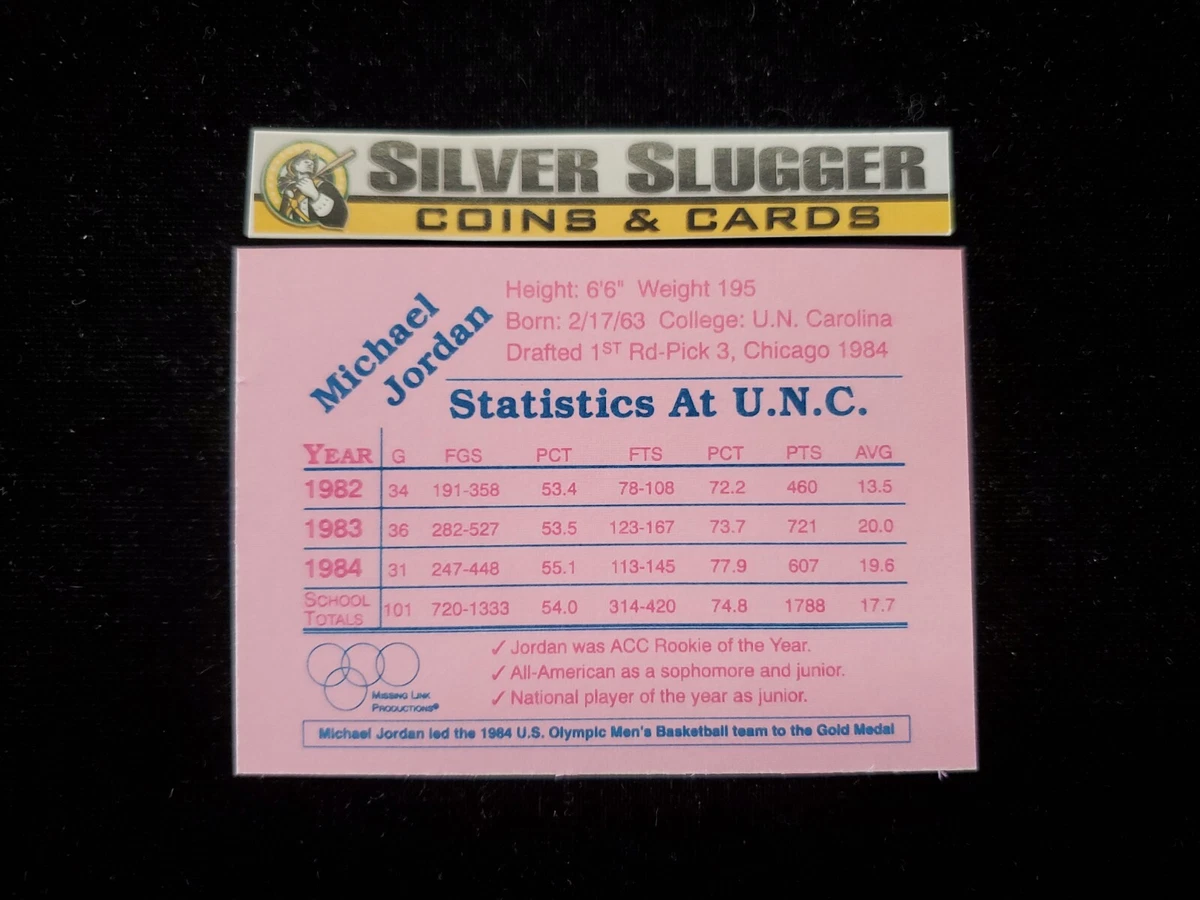 SILVER SLUGGER
COINS & CARDS
Michael
Jordan
Height: 6'6" Weight 195
Born: 2/17/63 College: U.N. Carolina
Drafted 1ST Rd-Pick 3, Chicago 1984
Statistics At U.N.C.
YEAR G FGS PCT FTS PCT PTS AVG
1982 34 191-358 53.4 78-108 72.2 460 13.5
1983 36 282-527 53.5 123-167 73.7 721 20.0
1984 31 247-448 55.1 113-145 77.9 607 19.6
SCHOOL
TOTALS 101 720-1333 54.0 314-420 74.8 1788 17.7
✓ Jordan was ACC Rookie of the Year.
✓ All-American as a sophomore and junior.
✓ National player of the year as junior.
MISSING LINK
PRODUCTIONS®
Michael Jordan led the 1984 U.S. Olympic Men's Basketball team to the Gold Medal